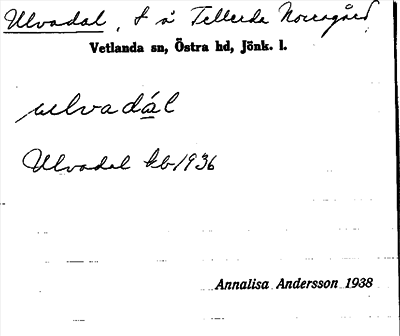 Ulvadal, t å Tellerda Norregård,
Vetlanda sn, Östra hd, Jönk. l.
ulvadál
Ulvadal kb 1936
Annalisa Andersson 1938